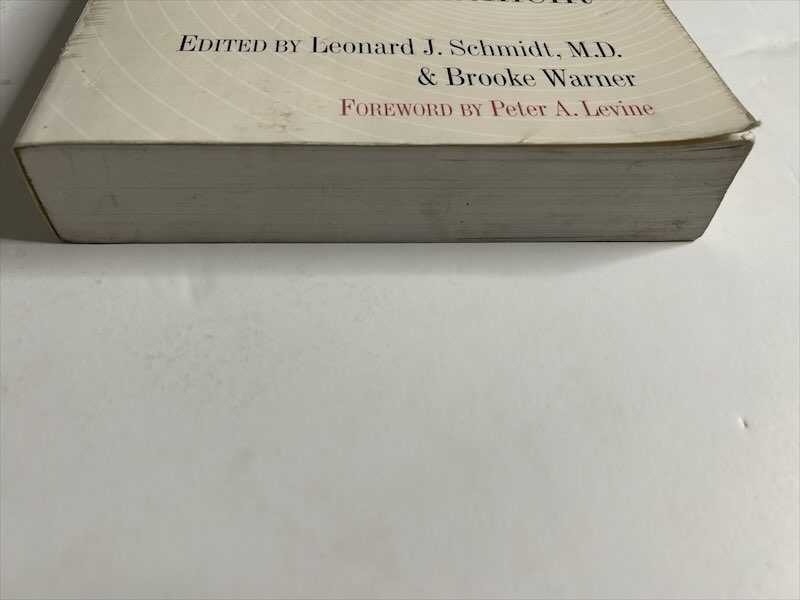 EDITED BY Leonard J. Schmidt, M.D.
& Brooke Warner
FOREWORD BY Peter A. Levine